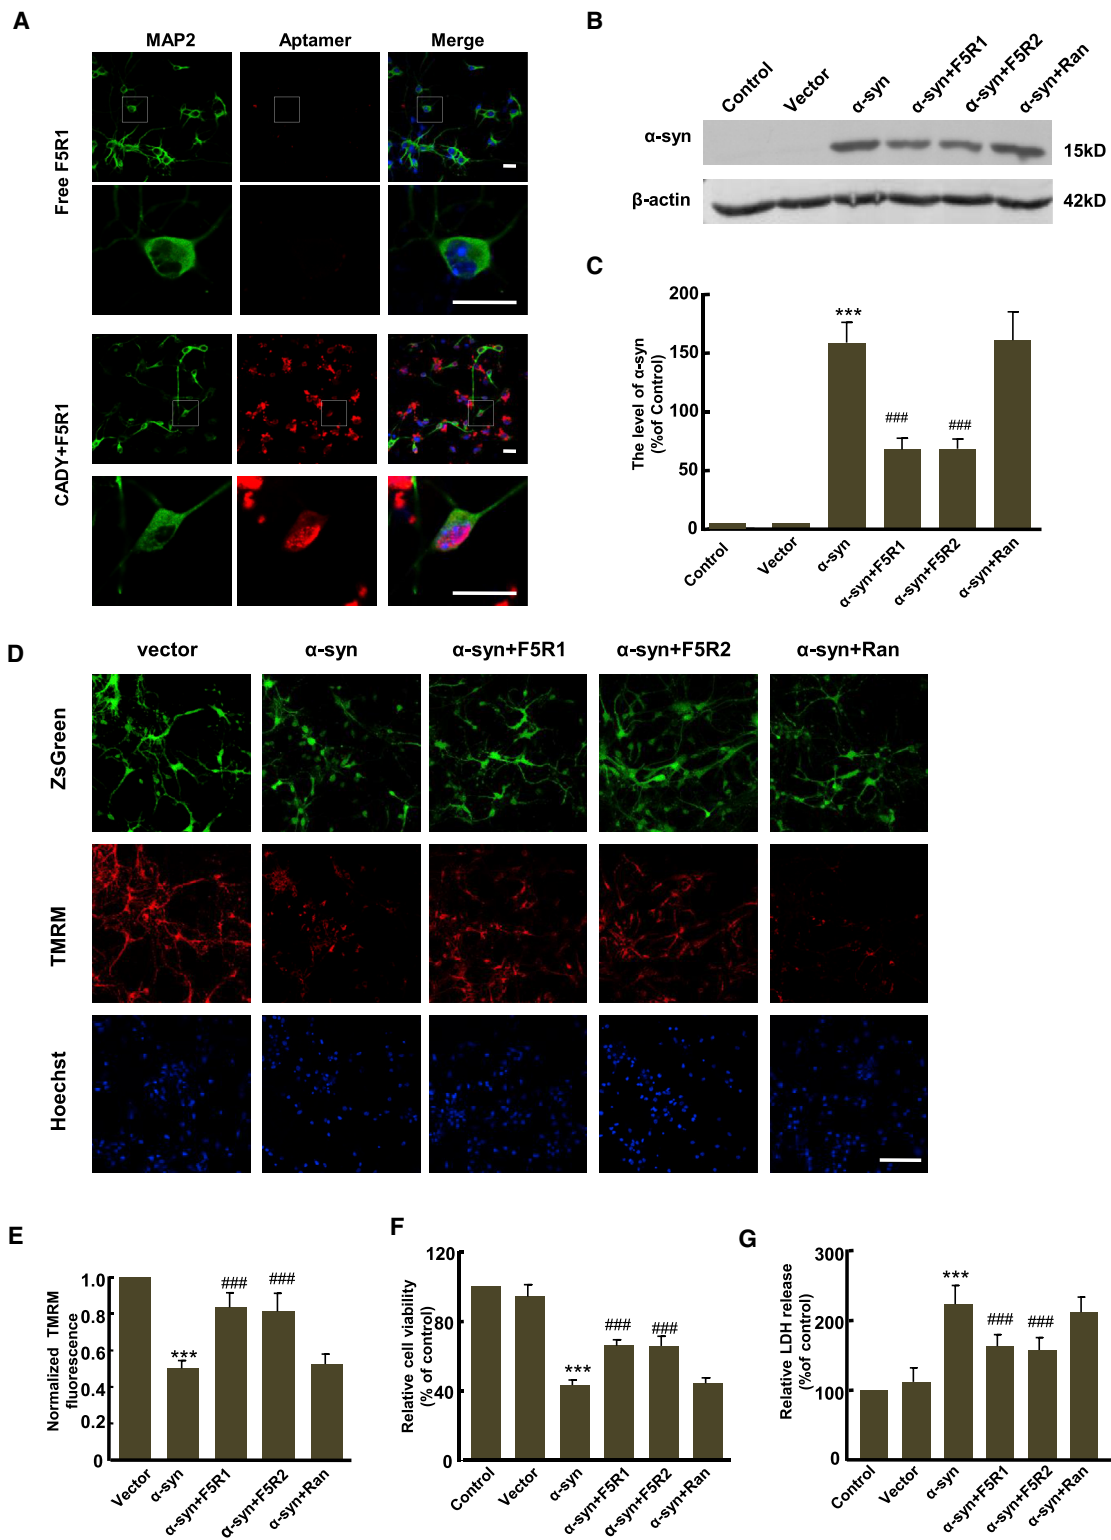 A
MAP2 Aptamer Merge
Free F5R1
CADY+F5R1
B
Control Vector α-syn α-syn+F5R1 α-syn+F5R2 α-syn+Ran
α-syn 15kD
β-actin 42kD
C
The level of α-syn
(%of Control)
200
150
100
50
0
***
###
###
Control Vector α-syn α-syn+F5R1 α-syn+F5R2 α-syn+Ran
D
vector α-syn α-syn+F5R1 α-syn+F5R2 α-syn+Ran
ZsGreen
TMRM
Hoechst
E
Normalized TMRM
fluorescence
1.0
0.8
0.6
0.4
0.2
0
***
###
###
Vector α-syn α-syn+F5R1 α-syn+F5R2 α-syn+Ran
F
Relative cell viability
(% of control)
120
80
40
0
***
###
###
Control Vector α-syn α-syn+F5R1 α-syn+F5R2 α-syn+Ran
G
Relative LDH release
(%of control)
300
200
100
0
***
###
###
Control Vector α-syn α-syn+F5R1 α-syn+F5R2 α-syn+Ran